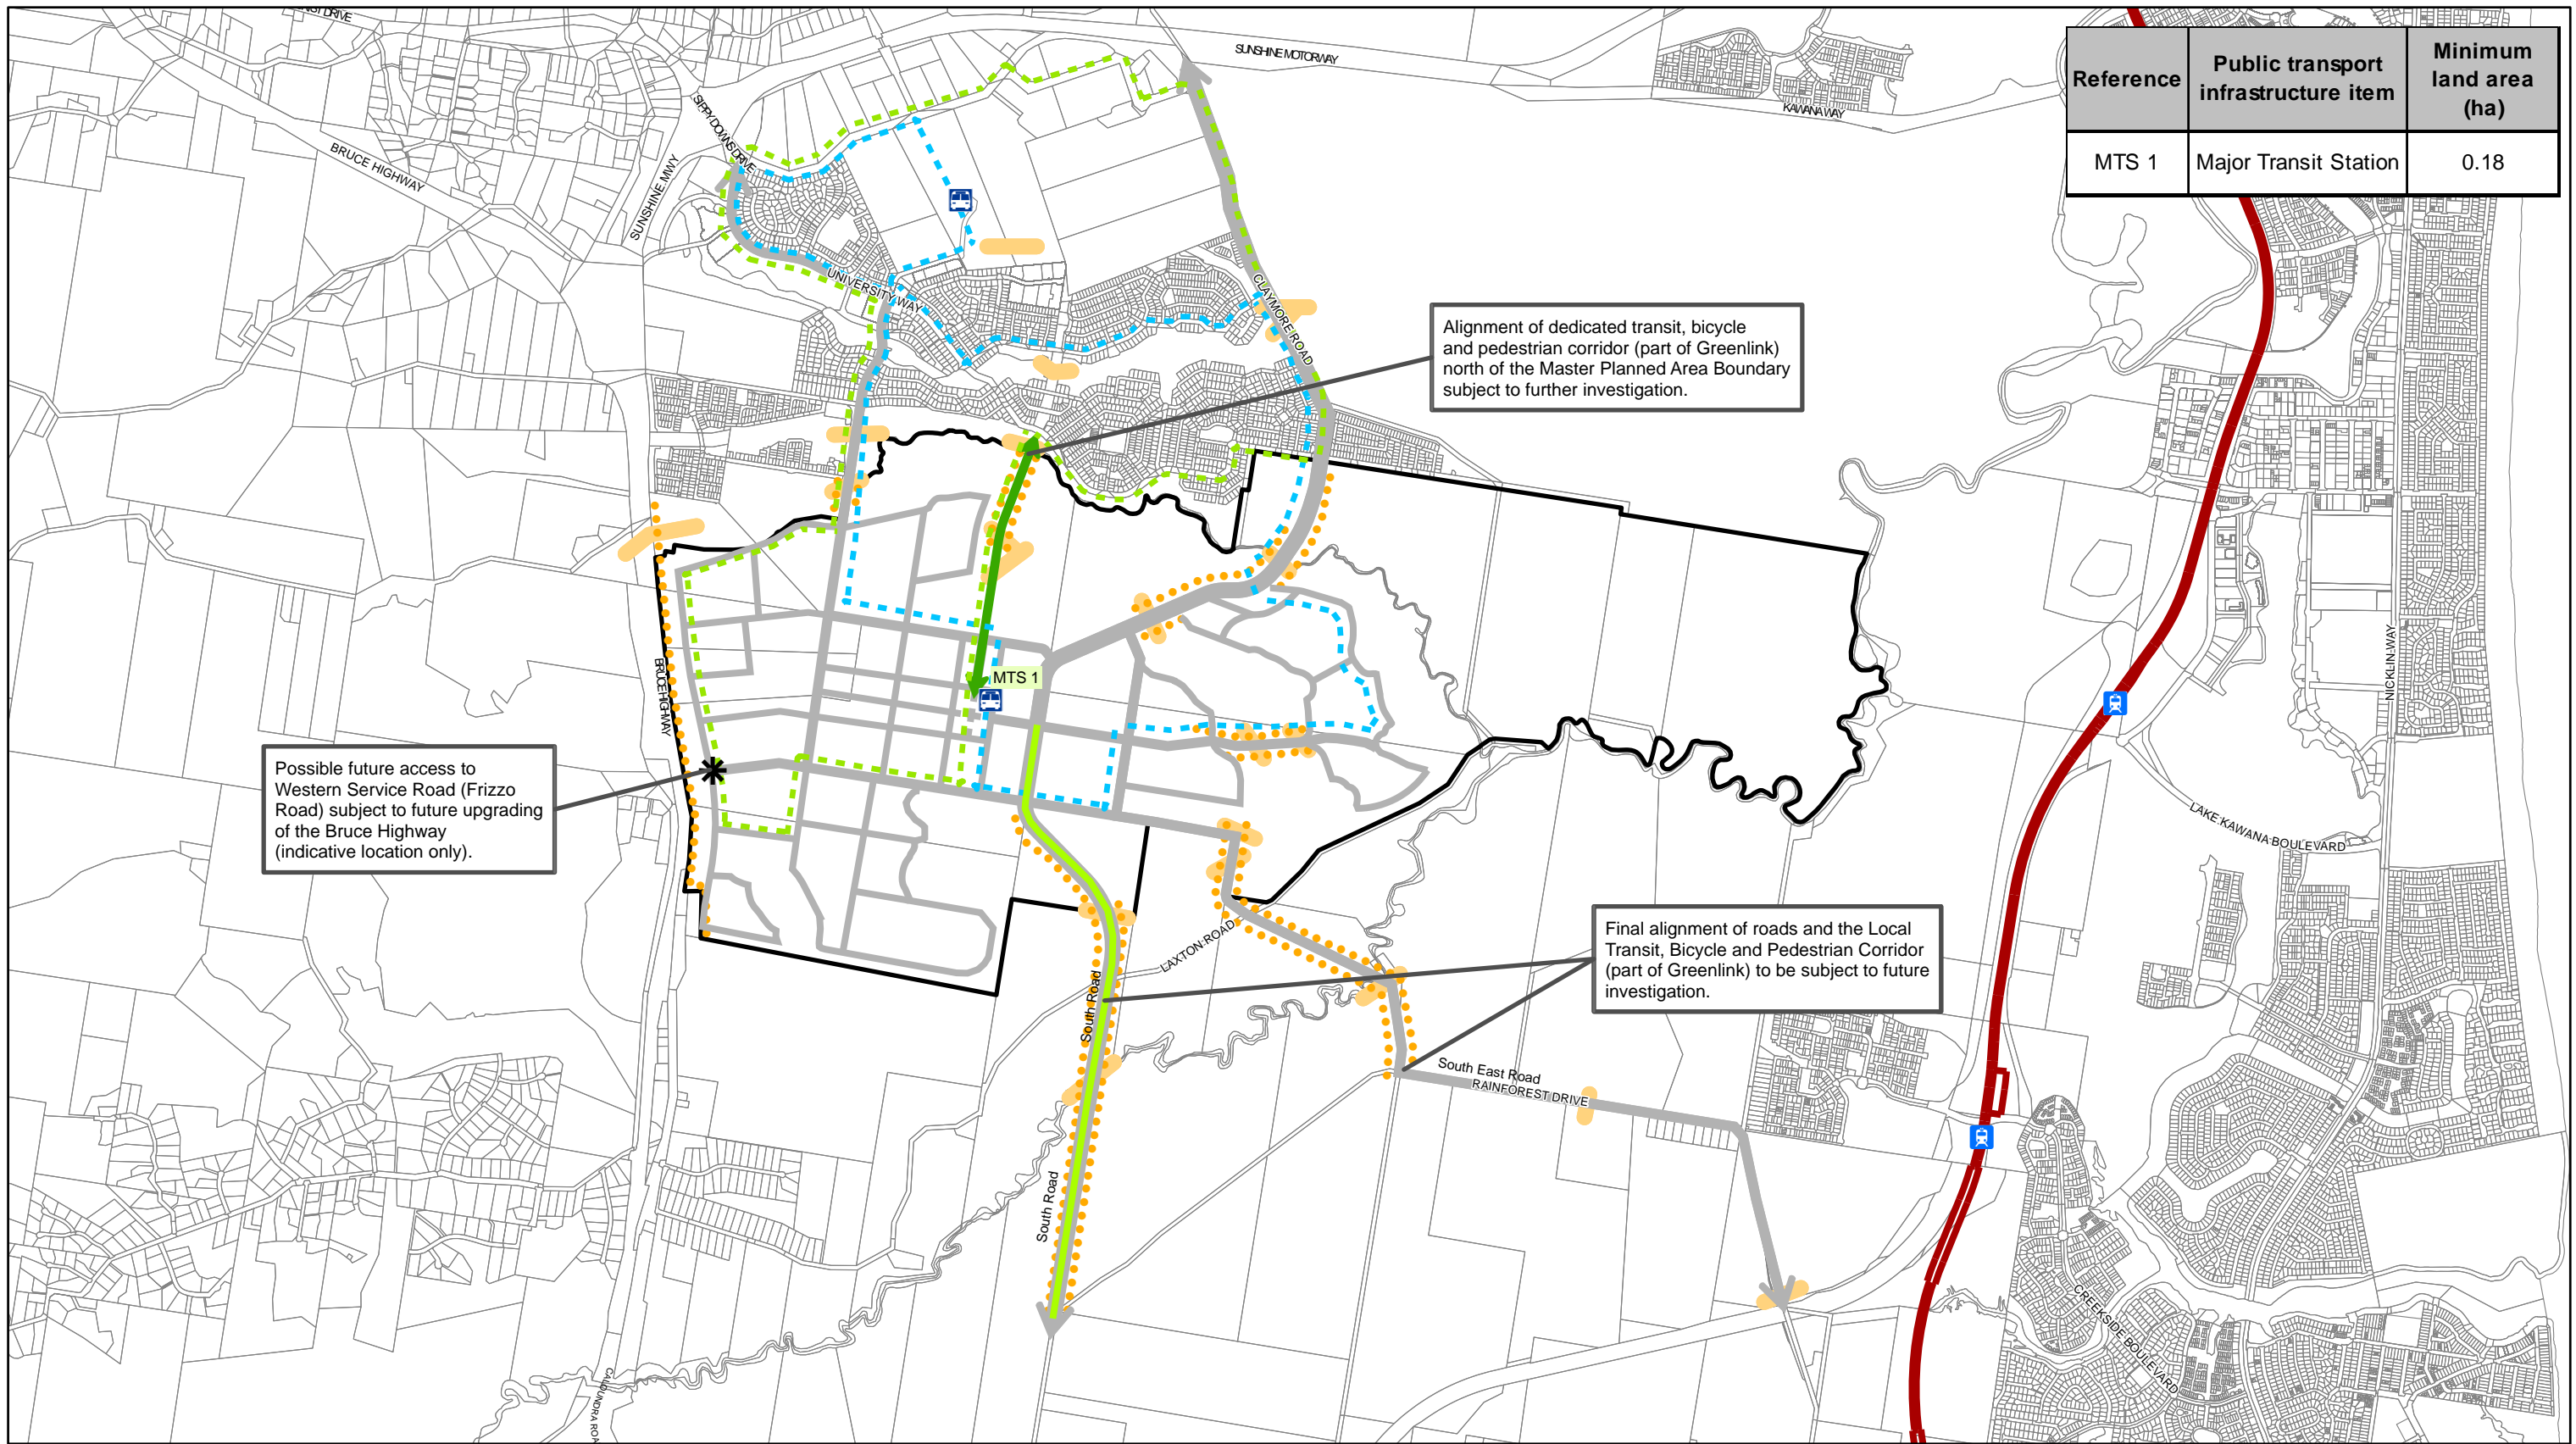 SUNSHINE MOTORWAY
KAWANA WAY
Reference
Public transport
infrastructure item
Minimum
land area
(ha)
MTS 1
Major Transit Station
0.18
SIPPY DOWNS DRIVE
BRUCE HIGHWAY
SUNSHINE MWY
UNIVERSITY WAY
CLAYMORE ROAD
Alignment of dedicated transit, bicycle
and pedestrian corridor (part of Greenlink)
north of the Master Planned Area Boundary
subject to further investigation.
BRUCE HIGHWAY
MTS 1
NICKLIN WAY
Possible future access to
Western Service Road (Frizzo
Road) subject to future upgrading
of the Bruce Highway
(indicative location only).
LAKE KAWANA BOULEVARD
LAXTON ROAD
Final alignment of roads and the Local
Transit, Bicycle and Pedestrian Corridor
(part of Greenlink) to be subject to future
investigation.
South Road
South East Road
RAINFOREST DRIVE
South Road
CREEKSIDE BOULEVARD
CALOUNDRA ROA